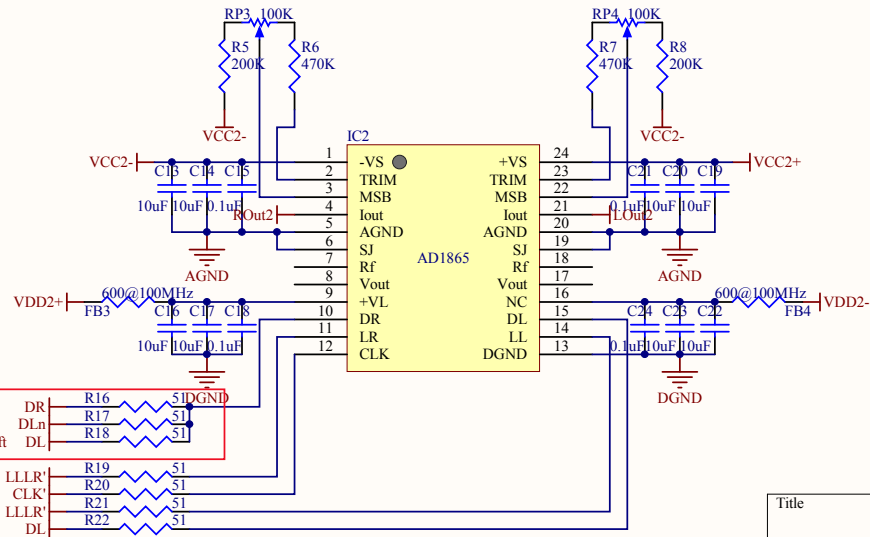 RP3 100K
RP4 100K
R5
200K
R6
470K
R7
470K
R8
200K
VCC2-
VCC2-
IC2
VCC2-
VCC2+
C13 C14 C15
10uF 10uF 0.1uF
C21 C20 C19
0.1uF 10uF 10uF
ROut2
LOut2
AGND
AGND
1 -VS +VS 24
2 TRIM TRIM 23
3 MSB MSB 22
4 Iout Iout 21
5 AGND AGND 20
6 SJ SJ 19
AD1865
7 Rf Rf 18
8 Vout Vout 17
9 +VL NC 16
10 DR DL 15
11 LR LL 14
12 CLK DGND 13
VDD2+
600@100MHz
FB3
C16 C17 C18
10uF 10uF 0.1uF
600@100MHz
FB4
VDD2-
C24 C23 C22
0.1uF 10uF 10uF
DGND
DGND
DR R16 51
DLn R17 51
ft DL R18 51
LLLR' R19 51
CLK' R20 51
LLLR' R21 51
DL R22 51
Title